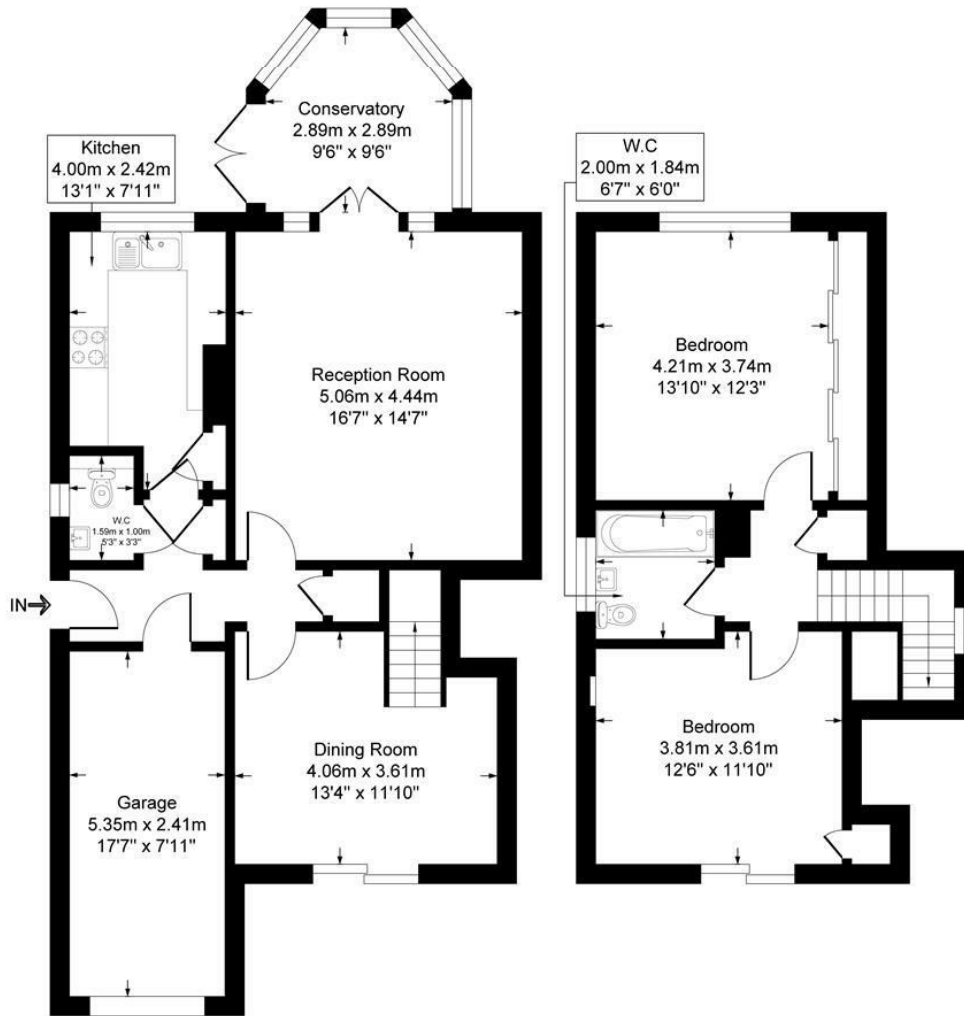 Conservatory
2.89m x 2.89m
9'6" x 9'6"
Kitchen
4.00m x 2.42m
13'1" x 7'11"
Reception Room
5.06m x 4.44m
16'7" x 14'7"
W.C
1.59m x 1.00m
5'3" x 3'3"
IN
Dining Room
4.06m x 3.61m
13'4" x 11'10"
Garage
5.35m x 2.41m
17'7" x 7'11"
W.C
2.00m x 1.84m
6'7" x 6'0"
Bedroom
4.21m x 3.74m
13'10" x 12'3"
Bedroom
3.81m x 3.61m
12'6" x 11'10"